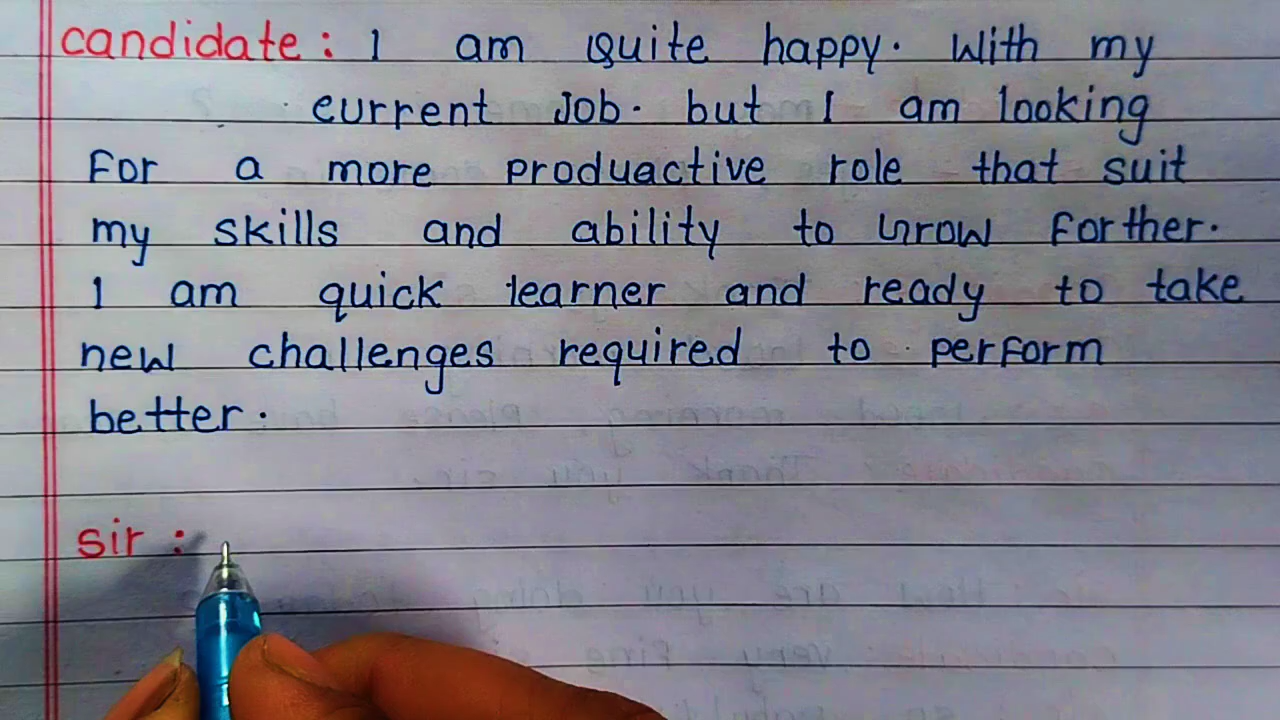 candidate: I am quite happy. With my
current Job. but I am looking
For a more produactive role that suit
my skills and ability to Grow Forther.
I am quick learner and ready to take
new challenges required to perform
better.
sir :